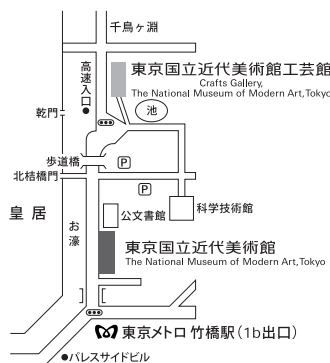 千鳥ヶ淵
高速入口
東京国立近代美術館工芸館
Crafts Gallery,
The National Museum of Modern Art,Tokyo
池
乾門
歩道橋
P
北桔橋門
P
皇居
お濠
公文書館
科学技術館
東京国立近代美術館
The National Museum of Modern Art,Tokyo
東京メトロ 竹橋駅(1b出口)
パレスサイドビル